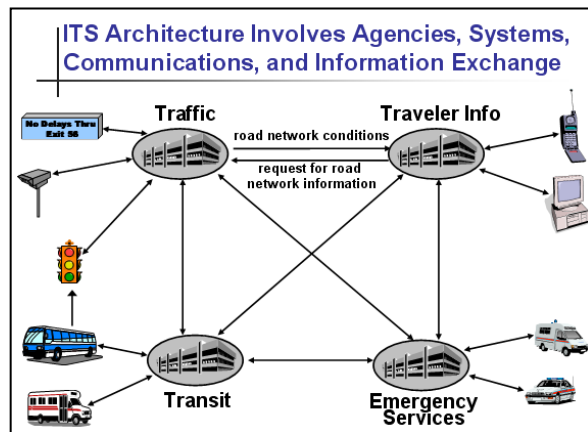 ITS Architecture Involves Agencies, Systems,
Communications, and Information Exchange
Traffic
Traveler Info
No Delays Thru
Exit 56
road network conditions
request for road
network information
Transit
Emergency
Services